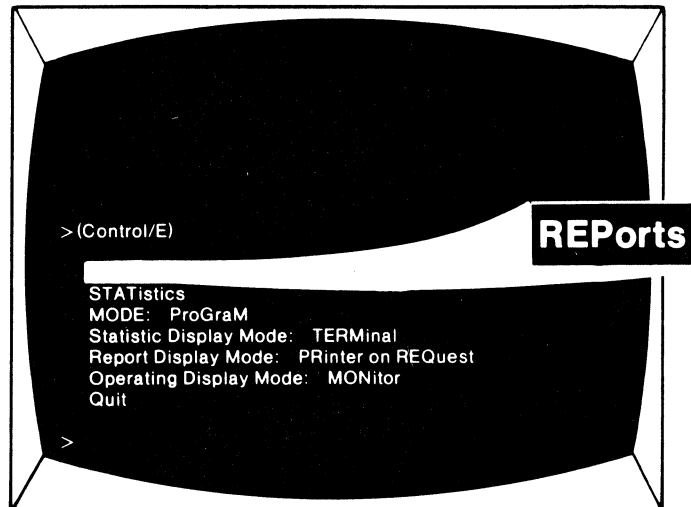 >(Control/E)
REPorts
STATistics
MODE: ProGraM
Statistic Display Mode: TERMinal
Report Display Mode: PRinter on REQuest
Operating Display Mode: MONitor
Quit
>